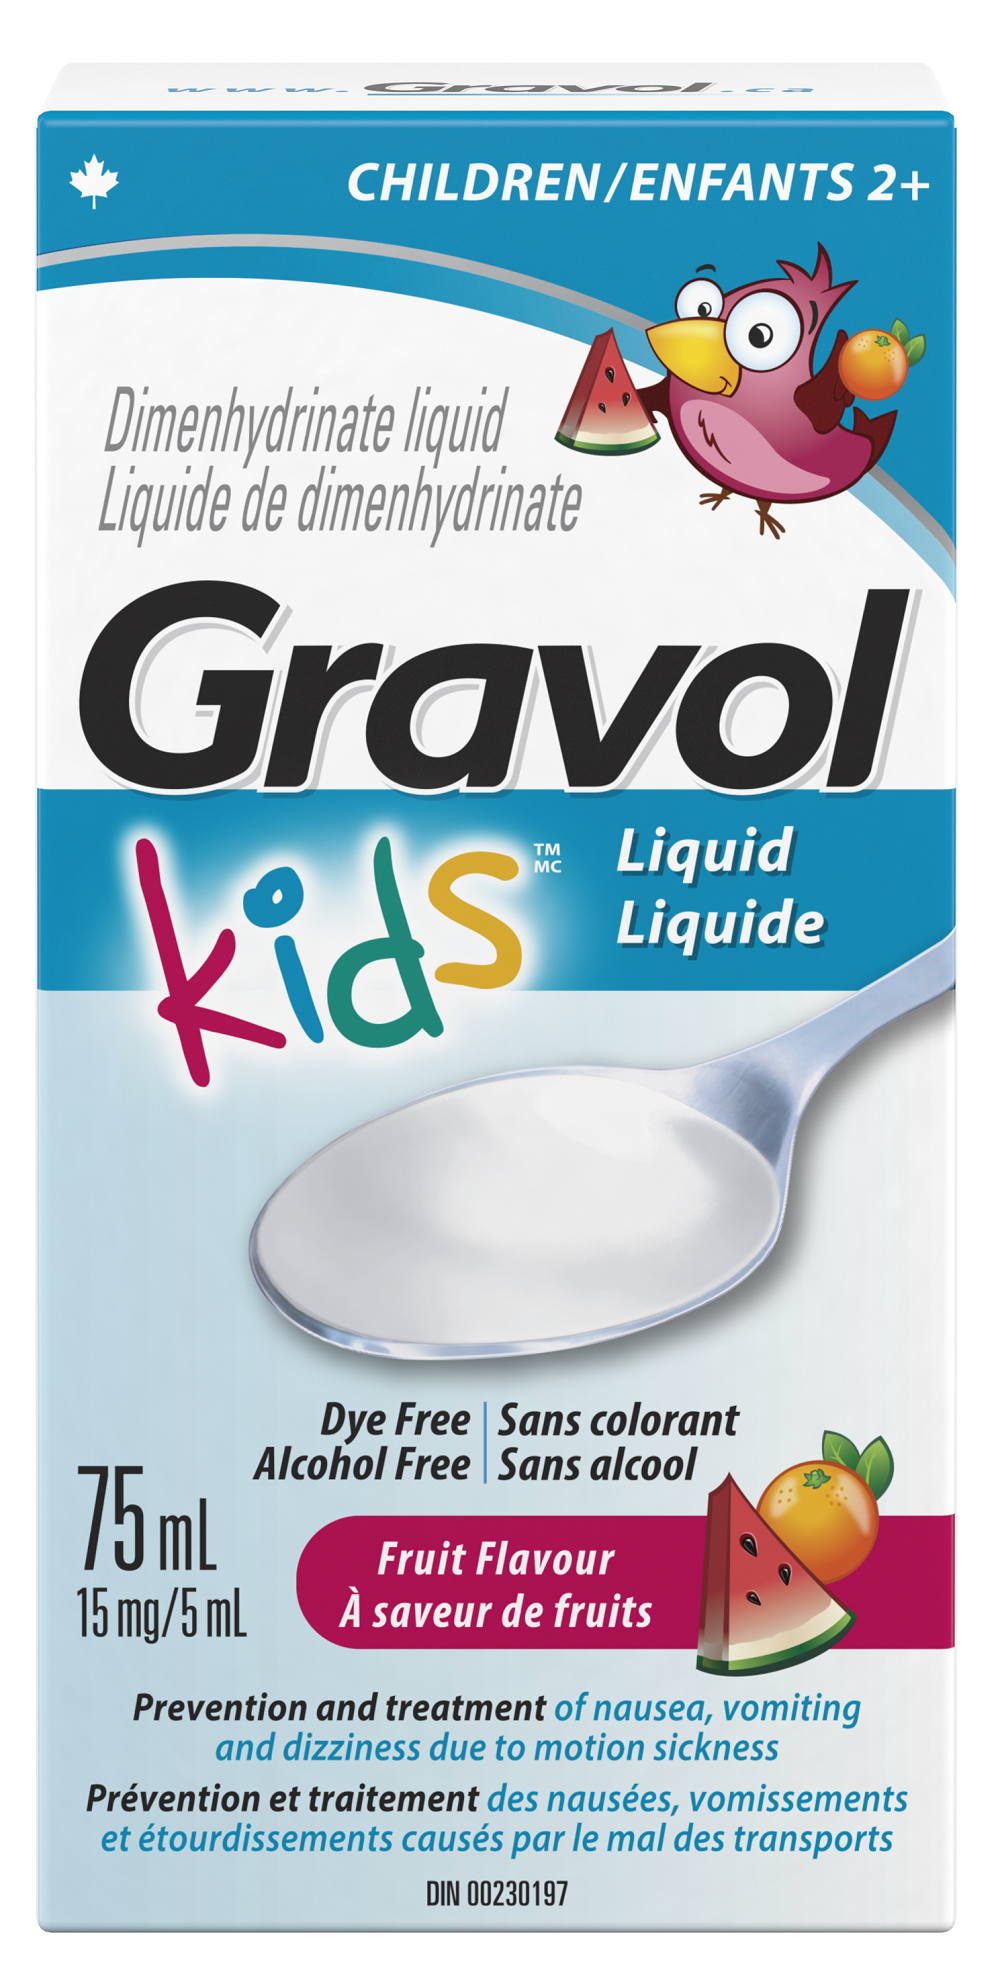 www.Gravol.ca
CHILDREN/ENFANTS 2+
Dimenhydrinate liquid
Liquide de dimenhydrinate
Gravol
kids TM MC
Liquid
Liquide
Dye Free | Sans colorant
Alcohol Free | Sans alcool
75 mL
15 mg/5 mL
Fruit Flavour
À saveur de fruits
Prevention and treatment of nausea, vomiting
and dizziness due to motion sickness
Prévention et traitement des nausées, vomissements
et étourdissements causés par le mal des transports
DIN 00230197